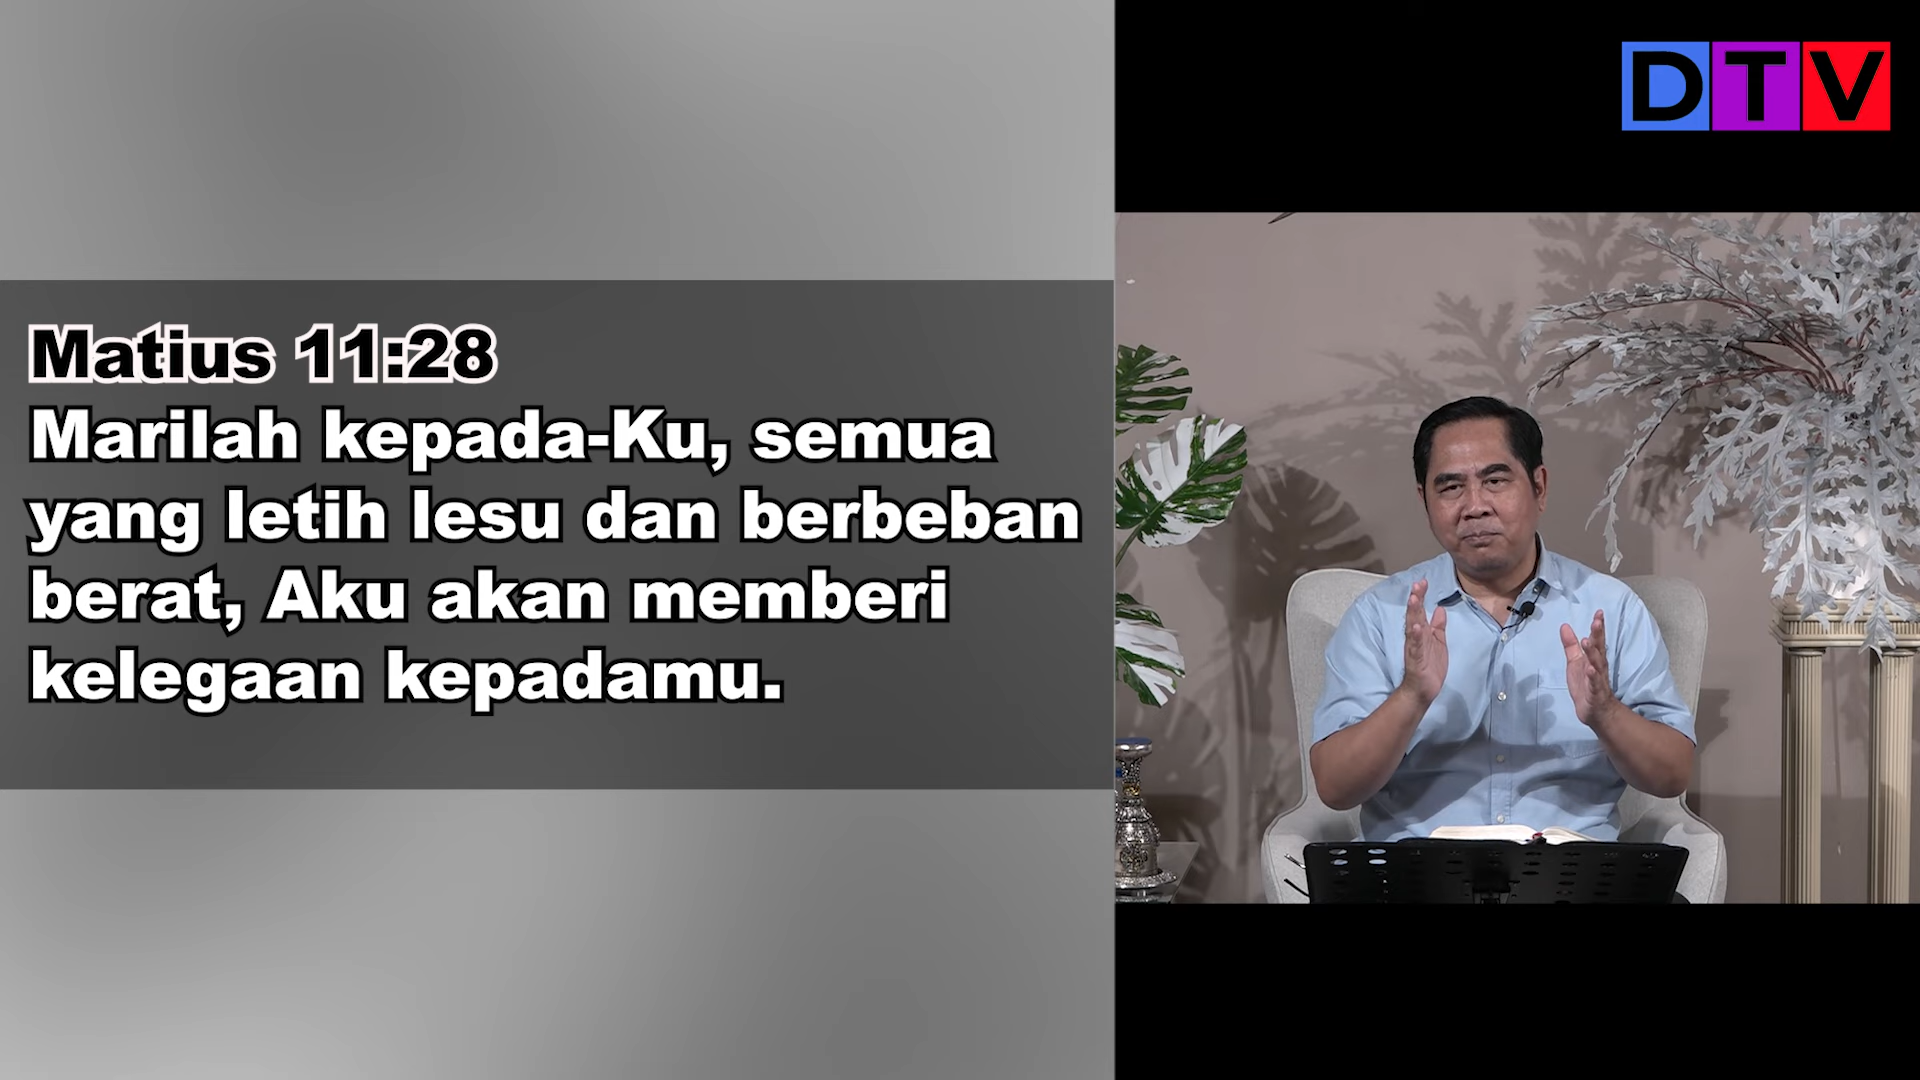 DTV
Matius 11:28
Marilah kepada-Ku, semua
yang letih lesu dan berbeban
berat, Aku akan memberi
kelegaan kepadamu.